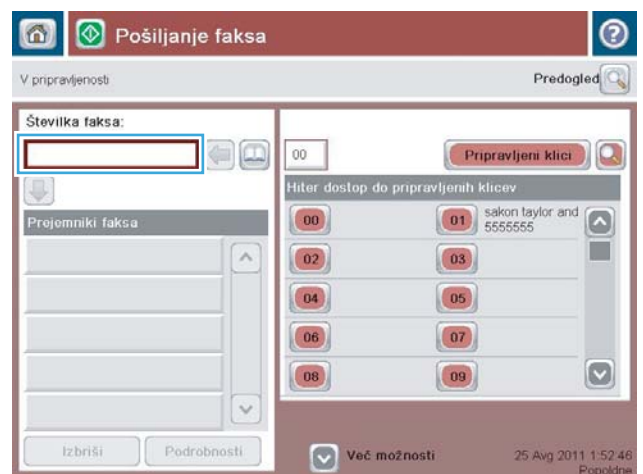 Pošiljanje faksa
V pripravljenosti
Predogled
Številka faksa:
00
Pripravljeni klici
Hiter dostop do pripravljenih klicev
Prejemniki faksa
00
01
sakon taylor and
5555555
02
03
04
05
06
07
08
09
Izbriši
Podrobnosti
Več možnosti
25 Avg 2011 1:52:46
Popoldne